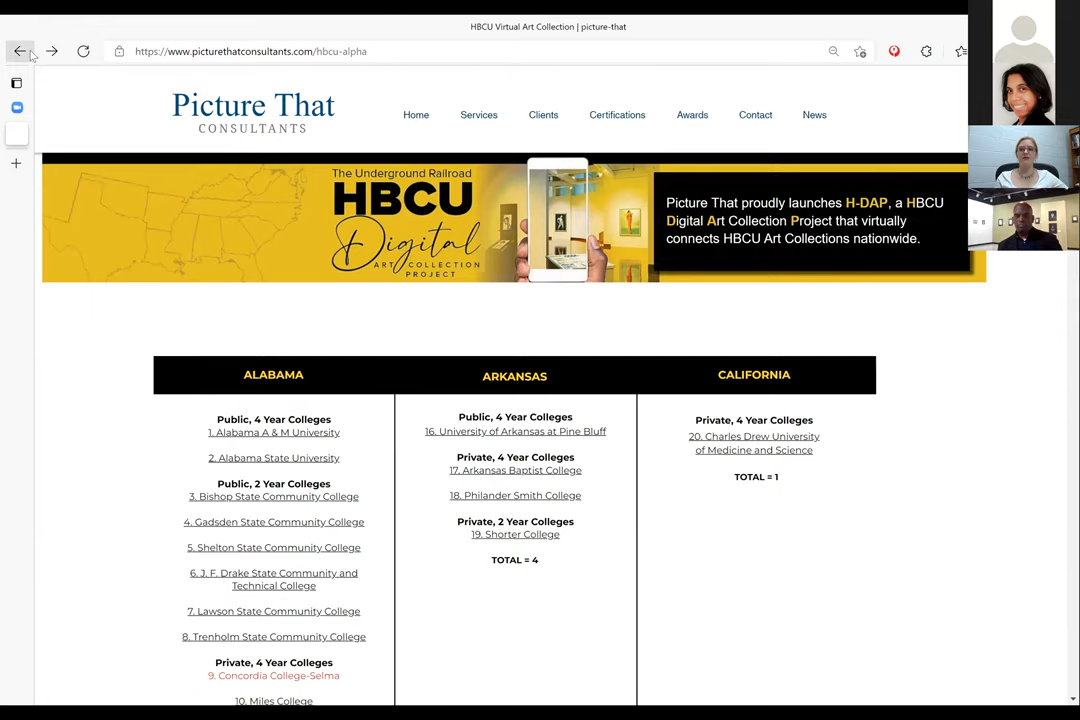 HBCU Virtual Art Collection | picture-that
https://www.picturethatconsultants.com/hbcu-alpha
Picture That
CONSULTANTS
Home Services Clients Certifications Awards Contact News
The Underground Railroad
HBCU
Digital
ART COLLECTION
PROJECT
Picture That proudly launches H-DAP, a HBCU
Digital Art Collection Project that virtually
connects HBCU Art Collections nationwide.
ALABAMA
Public, 4 Year Colleges
1. Alabama A & M University
2. Alabama State University
Public, 2 Year Colleges
3. Bishop State Community College
4. Gadsden State Community College
5. Shelton State Community College
6. J. F. Drake State Community and
Technical College
7. Lawson State Community College
8. Trenholm State Community College
Private, 4 Year Colleges
9. Concordia College-Selma
10. Miles College
ARKANSAS
Public, 4 Year Colleges
16. University of Arkansas at Pine Bluff
Private, 4 Year Colleges
17. Arkansas Baptist College
18. Philander Smith College
Private, 2 Year Colleges
19. Shorter College
TOTAL = 4
CALIFORNIA
Private, 4 Year Colleges
20. Charles Drew University
of Medicine and Science
TOTAL = 1